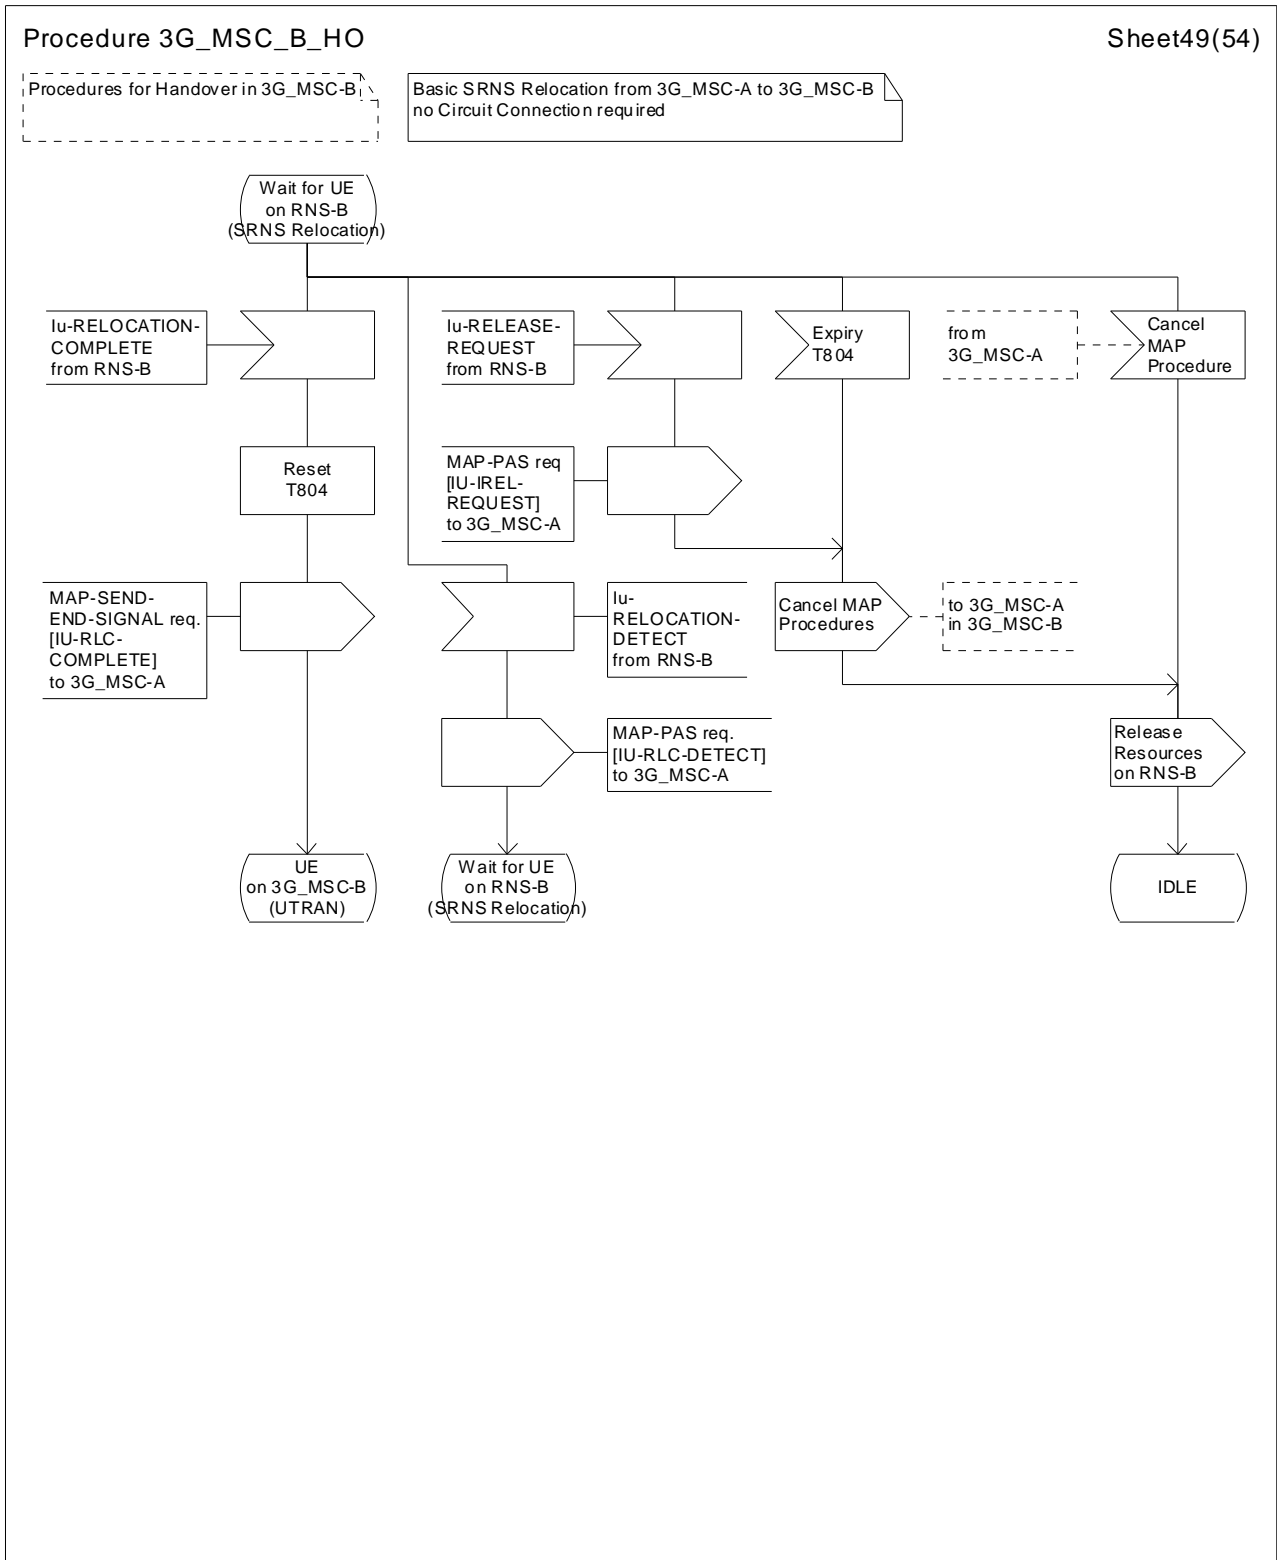 Procedure 3G_MSC_B_HO
Sheet49(54)
Procedures for Handover in 3G_MSC-B
Basic SRNS Relocation from 3G_MSC-A to 3G_MSC-B
no Circuit Connection required
Wait for UE
on RNS-B
(SRNS Relocation)
Iu-RELOCATION-
COMPLETE
from RNS-B
Iu-RELEASE-
REQUEST
from RNS-B
Expiry
T804
from
3G_MSC-A
Cancel
MAP
Procedure
Reset
T804
MAP-PAS req
[IU-IREL-
REQUEST]
to 3G_MSC-A
MAP-SEND-
END-SIGNAL req.
[IU-RLC-
COMPLETE]
to 3G_MSC-A
Iu-
RELOCATION-
DETECT
from RNS-B
Cancel MAP
Procedures
to 3G_MSC-A
in 3G_MSC-B
MAP-PAS req.
[IU-RLC-DETECT]
to 3G_MSC-A
Release
Resources
on RNS-B
UE
on 3G_MSC-B
(UTRAN)
Wait for UE
on RNS-B
(SRNS Relocation)
IDLE